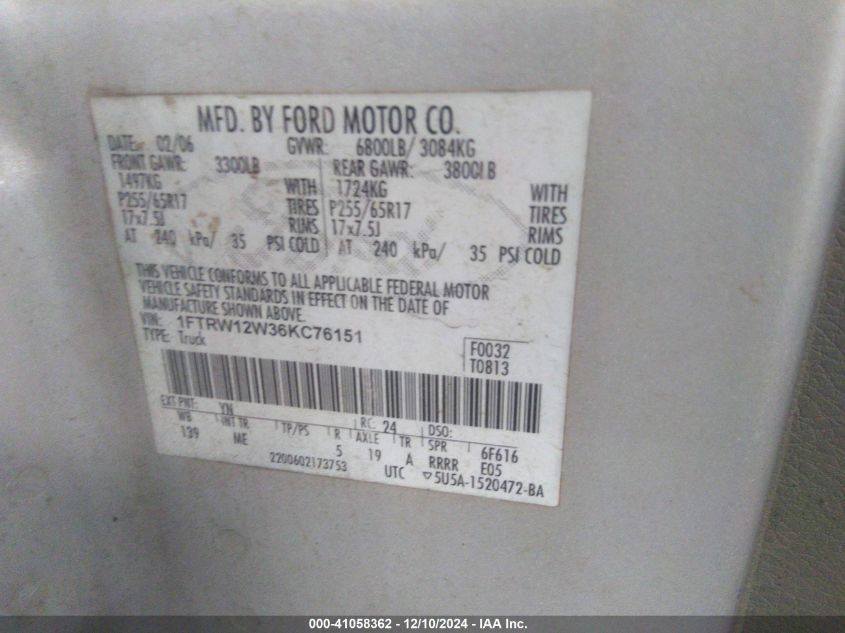 MFD. BY FORD MOTOR CO.
DATE: 02/06 GVWR: 6800LB/ 3084KG
FRONT GAWR: 3300LB REAR GAWR: 3800LB
1497KG WITH 1724KG WITH
P255/65R17 TIRES P255/65R17 TIRES
17x7.5J RIMS 17x7.5J RIMS
AT 240 kPa/ 35 PSI COLD AT 240 kPa/ 35 PSI COLD
THIS VEHICLE CONFORMS TO ALL APPLICABLE FEDERAL MOTOR
VEHICLE SAFETY STANDARDS IN EFFECT ON THE DATE OF
MANUFACTURE SHOWN ABOVE.
VIN: 1FTRW12W36KC76151
TYPE: Truck
F0032
T0813
EXT PNT: YN RC: 24 DSO:
WB INT TR TP/PS R AXLE TR SPR 6F616
139 ME 5 19 A RRRR E05
2200602173753 UTC ▽5U5A-1520472-BA
000-41058362 - 12/10/2024 - IAA Inc.